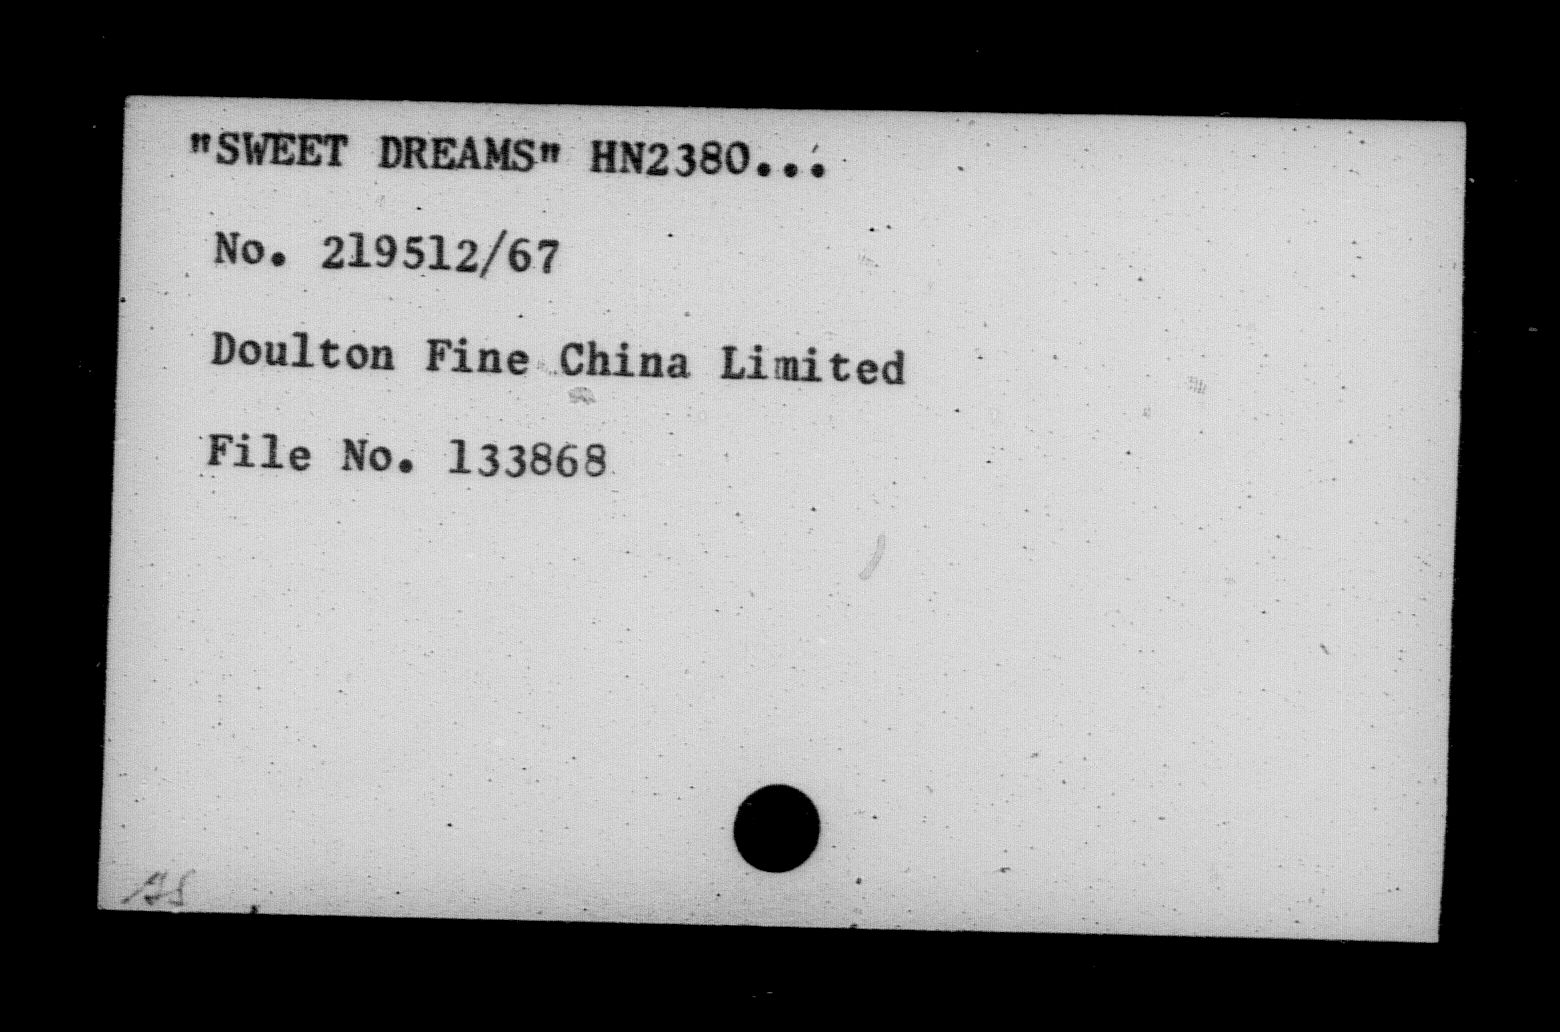 "SWEET DREAMS" HN2380...
No. 219512/67
Doulton Fine China Limited
File No. 133868